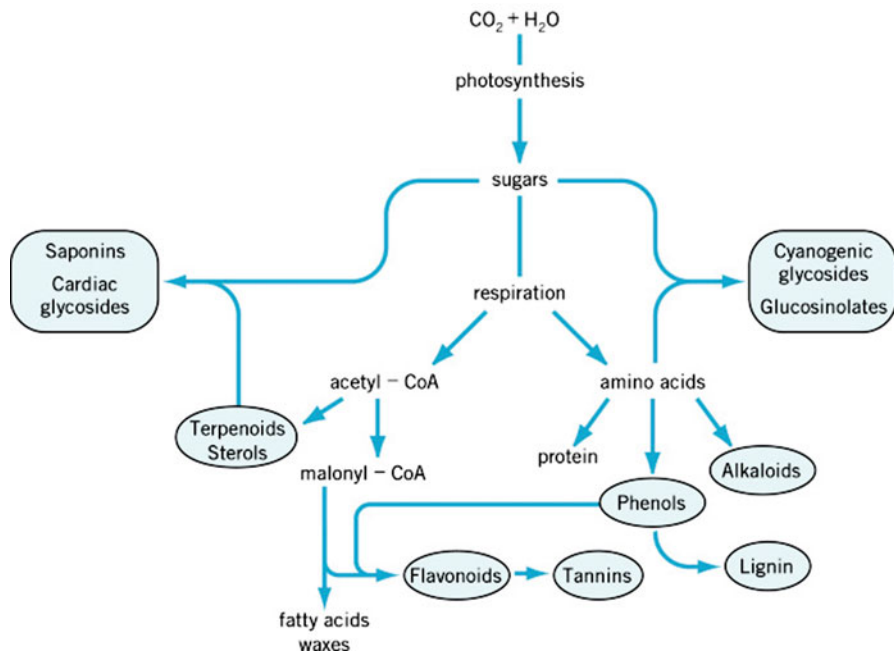 CO₂ + H₂O
photosynthesis
sugars
Saponins
Cardiac
glycosides
Cyanogenic
glycosides
Glucosinolates
respiration
acetyl – CoA
amino acids
Terpenoids
Sterols
protein
Alkaloids
malonyl – CoA
Phenols
Flavonoids
Tannins
Lignin
fatty acids
waxes